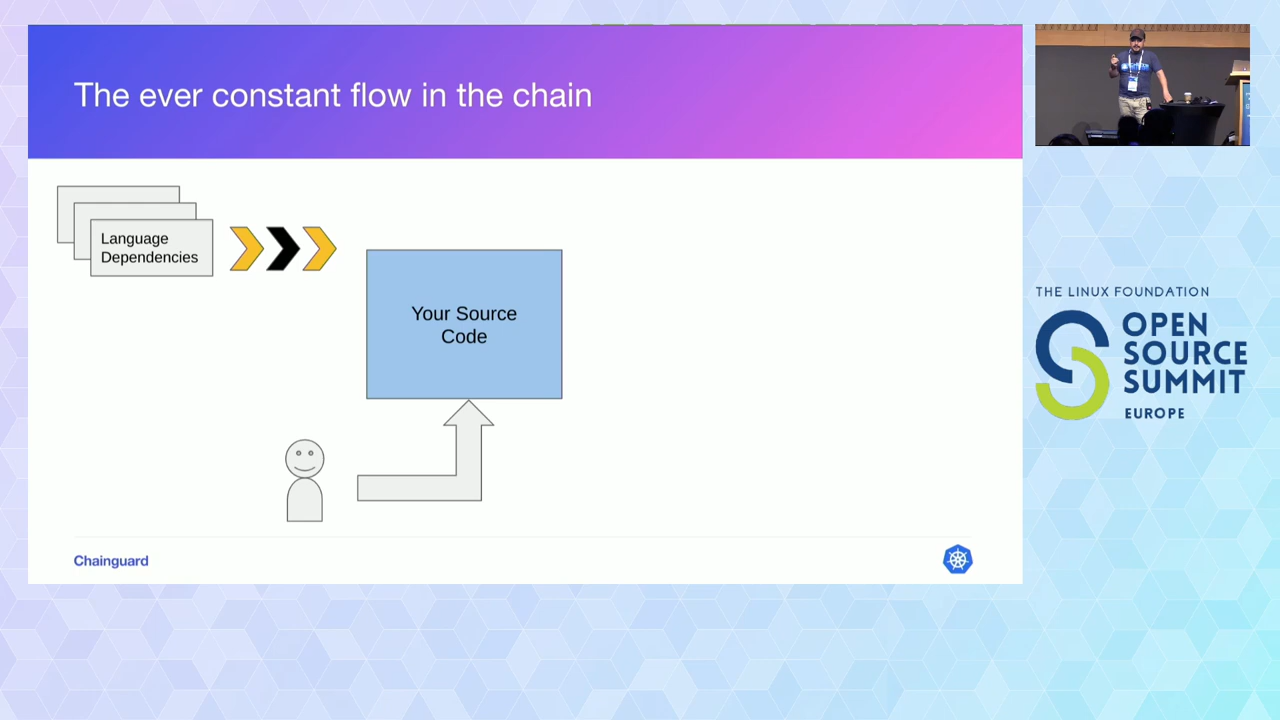 The ever constant flow in the chain
Language
Dependencies
Your Source
Code
Chainguard
THE LINUX FOUNDATION
OPEN
SOURCE
SUMMIT
EUROPE